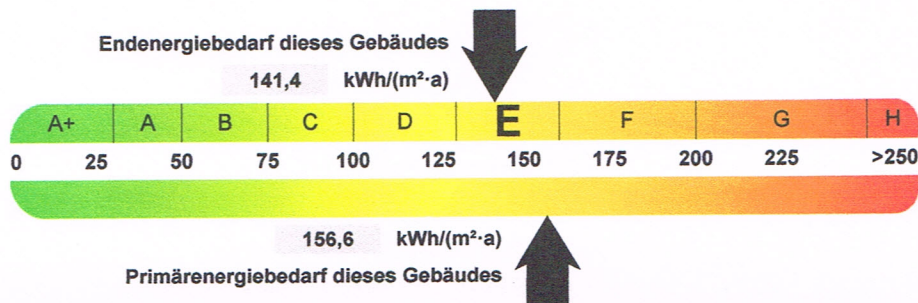 Endenergiebedarf dieses Gebäudes
141,4 kWh/(m²·a)
A+ A B C D E F G H
0 25 50 75 100 125 150 175 200 225 >250
156,6 kWh/(m²·a)
Primärenergiebedarf dieses Gebäudes